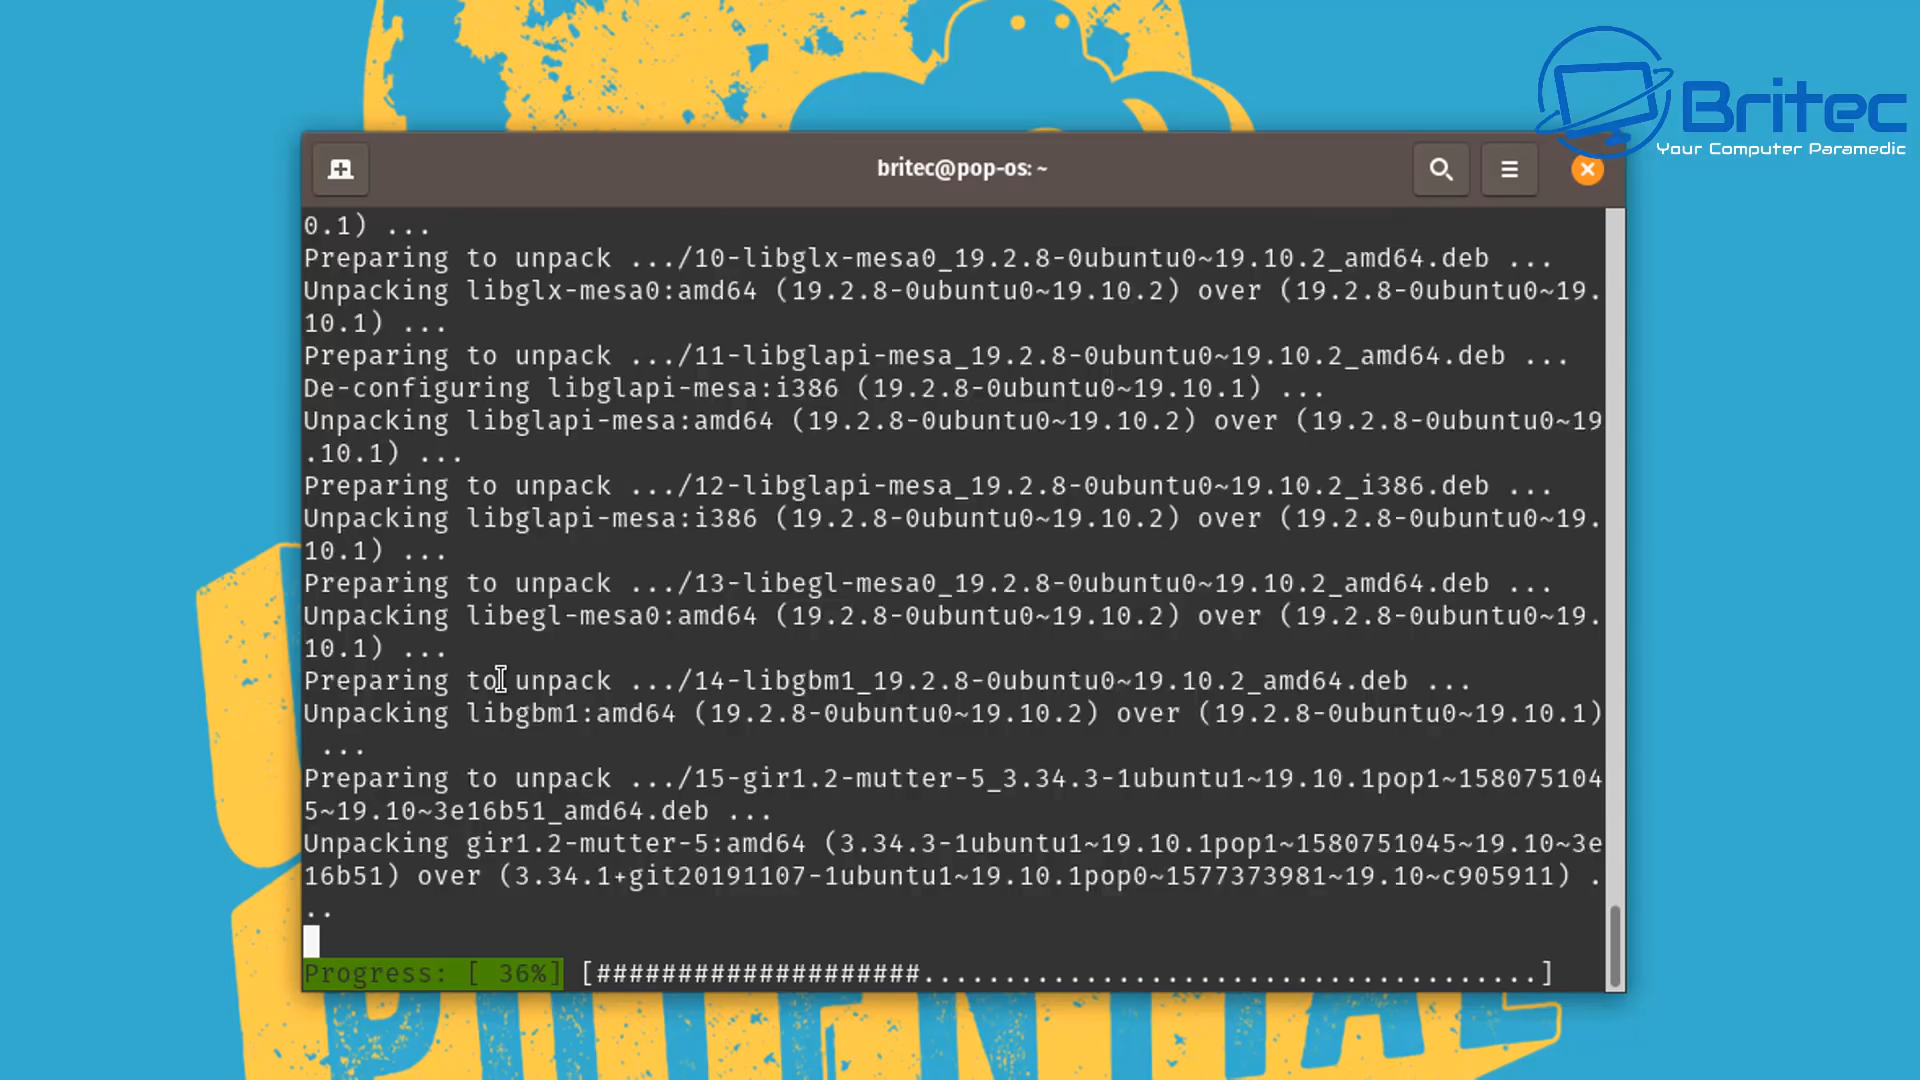 Britec
Your Computer Paramedic
britec@pop-os: ~
0.1) ...
Preparing to unpack .../10-libglx-mesa0_19.2.8-0ubuntu0~19.10.2_amd64.deb ...
Unpacking libglx-mesa0:amd64 (19.2.8-0ubuntu0~19.10.2) over (19.2.8-0ubuntu0~19.
10.1) ...
Preparing to unpack .../11-libglapi-mesa_19.2.8-0ubuntu0~19.10.2_amd64.deb ...
De-configuring libglapi-mesa:i386 (19.2.8-0ubuntu0~19.10.1) ...
Unpacking libglapi-mesa:amd64 (19.2.8-0ubuntu0~19.10.2) over (19.2.8-0ubuntu0~19
.10.1) ...
Preparing to unpack .../12-libglapi-mesa_19.2.8-0ubuntu0~19.10.2_i386.deb ...
Unpacking libglapi-mesa:i386 (19.2.8-0ubuntu0~19.10.2) over (19.2.8-0ubuntu0~19.
10.1) ...
Preparing to unpack .../13-libegl-mesa0_19.2.8-0ubuntu0~19.10.2_amd64.deb ...
Unpacking libegl-mesa0:amd64 (19.2.8-0ubuntu0~19.10.2) over (19.2.8-0ubuntu0~19.
10.1) ...
Preparing to unpack .../14-libgbm1_19.2.8-0ubuntu0~19.10.2_amd64.deb ...
Unpacking libgbm1:amd64 (19.2.8-0ubuntu0~19.10.2) over (19.2.8-0ubuntu0~19.10.1)
 ...
Preparing to unpack .../15-gir1.2-mutter-5_3.34.3-1ubuntu1~19.10.1pop1~158075104
5~19.10~3e16b51_amd64.deb ...
Unpacking gir1.2-mutter-5:amd64 (3.34.3-1ubuntu1~19.10.1pop1~1580751045~19.10~3e
16b51) over (3.34.1+git20191107-1ubuntu1~19.10.1pop0~1577373981~19.10~c905911) .
..
Progress: [ 36%] [####################......................................]